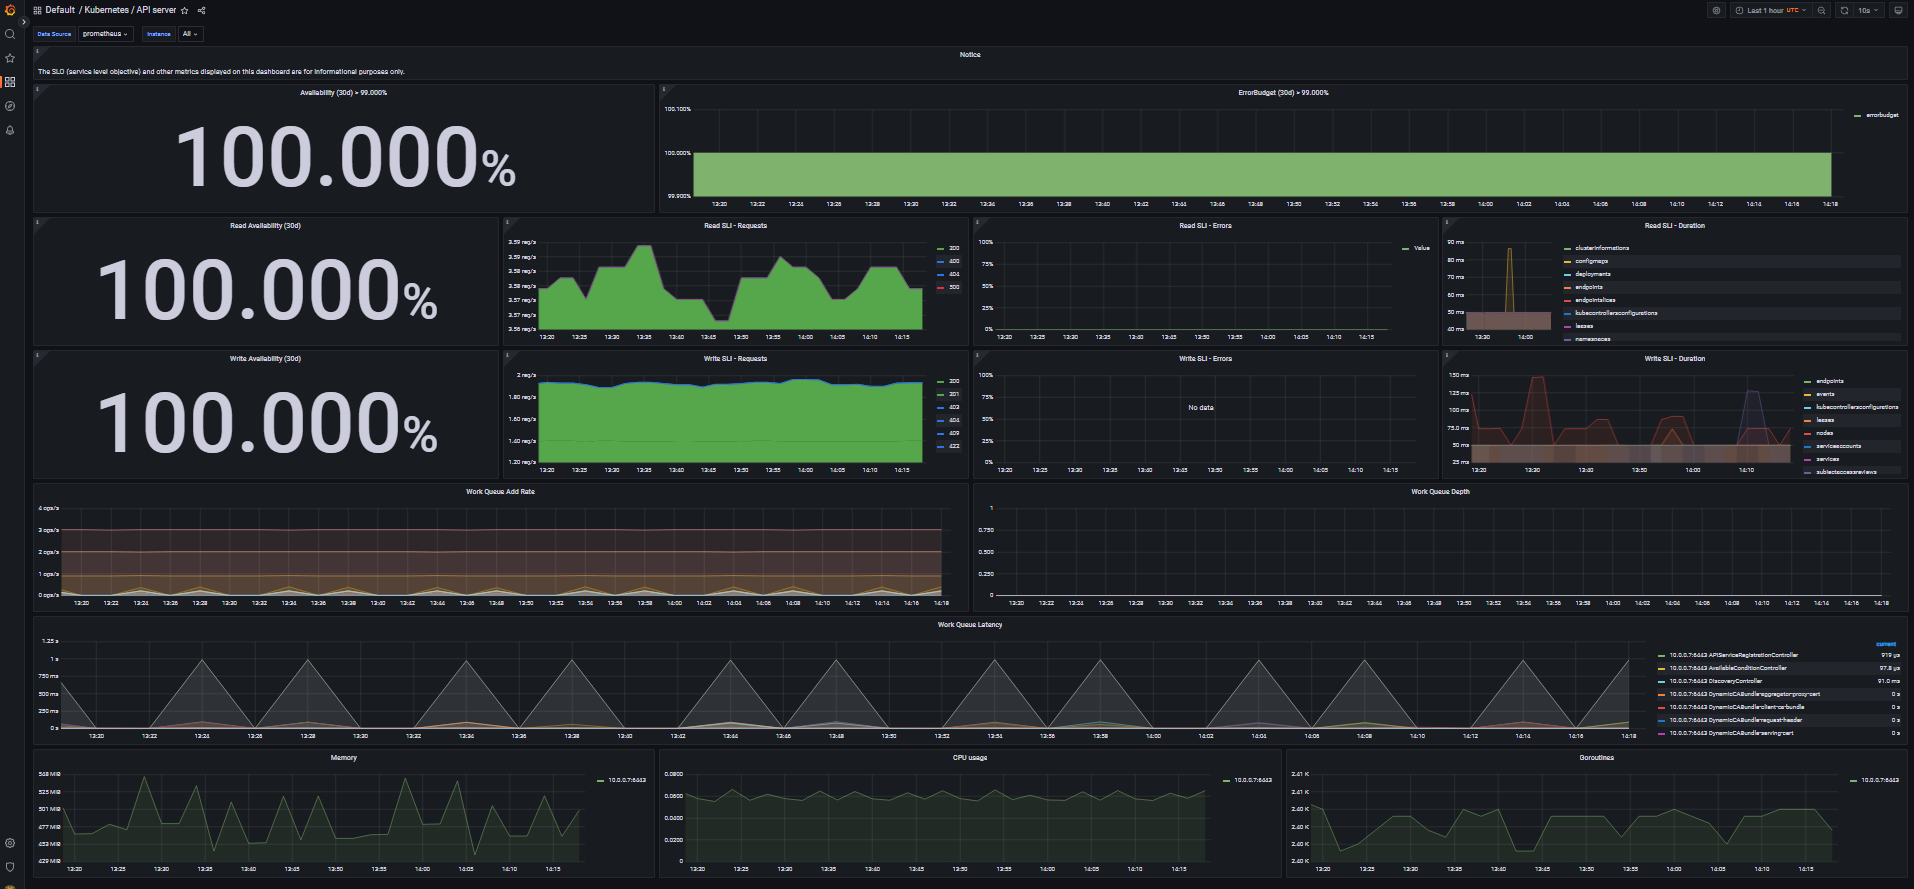 Default / Kubernetes / API server
Last 1 hour UTC
10s
Data Source prometheus Instance All
Notice
The SLO (service level objective) and other metrics displayed on this dashboard are for informational purposes only.
Availability (30d) > 99.000%
100.000%
ErrorBudget (30d) > 99.000%
100.100%
100.000%
99.900%
13:20 13:22 13:24 13:26 13:28 13:30 13:32 13:34 13:36 13:38 13:40 13:42 13:44 13:46 13:48 13:50 13:52 13:54 13:56 13:58 14:00 14:02 14:04 14:06 14:08 14:10 14:12 14:14 14:16 14:18
errorbudget
Read Availability (30d)
100.000%
Read SLI - Requests
3.59 req/s
3.58 req/s
3.58 req/s
3.57 req/s
3.56 req/s
13:20 13:25 13:30 13:35 13:40 13:45 13:50 13:55 14:00 14:05 14:10 14:15
200
400
404
500
Read SLI - Errors
100%
75%
50%
25%
0%
13:20 13:25 13:30 13:35 13:40 13:45 13:50 13:55 14:00 14:05 14:10 14:15
Value
Read SLI - Duration
90 ms
80 ms
70 ms
60 ms
50 ms
40 ms
13:30 14:00
clusterinformations
configmaps
deployments
endpoints
endpointslices
kubecontrollersconfigurations
leases
namespaces
Write Availability (30d)
100.000%
Write SLI - Requests
2 req/s
1.80 req/s
1.60 req/s
1.40 req/s
1.20 req/s
13:20 13:25 13:30 13:35 13:40 13:45 13:50 13:55 14:00 14:05 14:10 14:15
200
201
403
404
409
422
Write SLI - Errors
100%
75%
50%
25%
0%
No data
13:20 13:25 13:30 13:35 13:40 13:45 13:50 13:55 14:00 14:05 14:10 14:15
Write SLI - Duration
150 ms
125 ms
100 ms
75.0 ms
50 ms
25 ms
13:20 13:30 13:40 13:50 14:00 14:10
endpoints
events
kubecontrollersconfigurations
leases
nodes
serviceaccounts
services
subjectaccessreviews
Work Queue Add Rate
4 ops/s
3 ops/s
2 ops/s
1 ops/s
0 ops/s
13:20 13:22 13:24 13:26 13:28 13:30 13:32 13:34 13:36 13:38 13:40 13:42 13:44 13:46 13:48 13:50 13:52 13:54 13:56 13:58 14:00 14:02 14:04 14:06 14:08 14:10 14:12 14:14 14:16 14:18
Work Queue Depth
1
0.750
0.500
0.250
0
13:20 13:22 13:24 13:26 13:28 13:30 13:32 13:34 13:36 13:38 13:40 13:42 13:44 13:46 13:48 13:50 13:52 13:54 13:56 13:58 14:00 14:02 14:04 14:06 14:08 14:10 14:12 14:14 14:16 14:18
Work Queue Latency
1.25 s
1 s
750 ms
500 ms
250 ms
0 s
13:20 13:22 13:24 13:26 13:28 13:30 13:32 13:34 13:36 13:38 13:40 13:42 13:44 13:46 13:48 13:50 13:52 13:54 13:56 13:58 14:00 14:02 14:04 14:06 14:08 14:10 14:12 14:14 14:16 14:18
current
10.0.0.7:6443 APIServiceRegistrationController 919 µs
10.0.0.7:6443 AvailableConditionController 97.8 µs
10.0.0.7:6443 DiscoveryController 91.0 ms
10.0.0.7:6443 DynamicCABundle-aggregator-proxy-cert 0 s
10.0.0.7:6443 DynamicCABundle-client-ca-bundle 0 s
10.0.0.7:6443 DynamicCABundle-request-header 0 s
10.0.0.7:6443 DynamicCABundle-serving-cert 0 s
Memory
548 MiB
525 MiB
501 MiB
477 MiB
453 MiB
429 MiB
13:20 13:25 13:30 13:35 13:40 13:45 13:50 13:55 14:00 14:05 14:10 14:15
10.0.0.7:6443
CPU usage
0.0800
0.0600
0.0400
0.0200
0
13:20 13:25 13:30 13:35 13:40 13:45 13:50 13:55 14:00 14:05 14:10 14:15
10.0.0.7:6443
Goroutines
2.41 K
2.41 K
2.40 K
2.40 K
2.40 K
2.40 K
13:20 13:25 13:30 13:35 13:40 13:45 13:50 13:55 14:00 14:05 14:10 14:15
10.0.0.7:6443